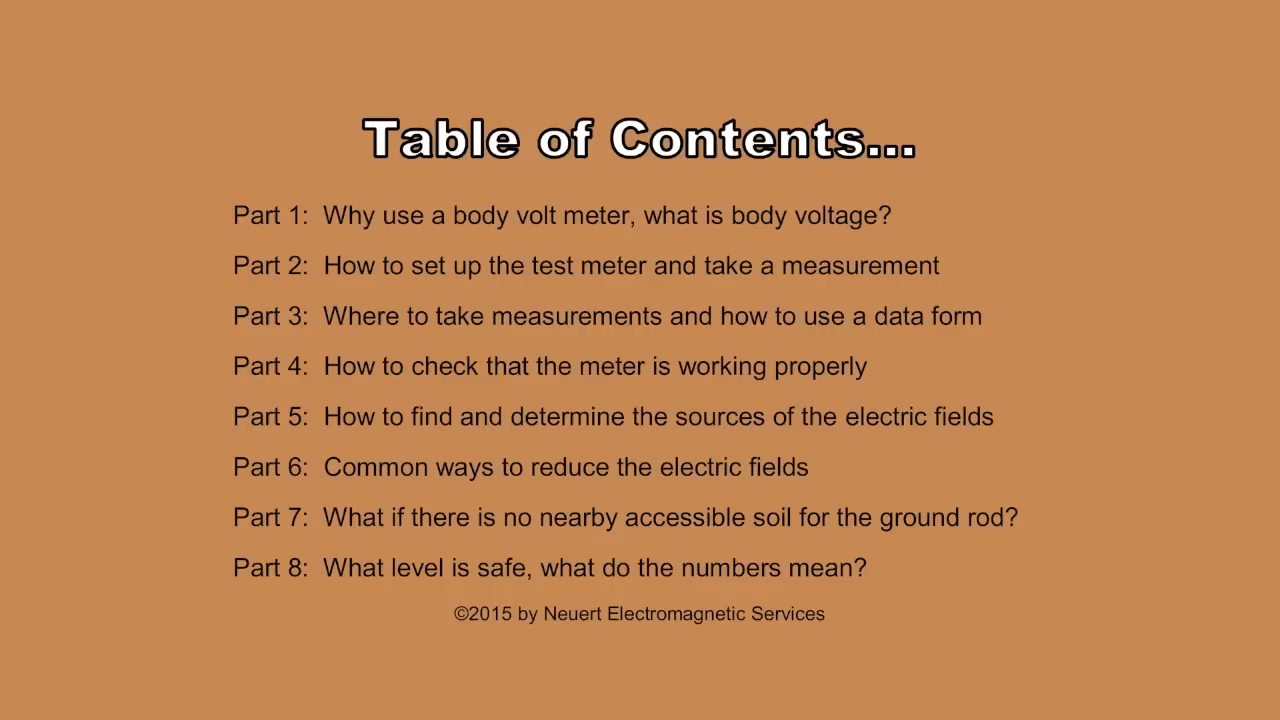 Table of Contents...
Part 1: Why use a body volt meter, what is body voltage?
Part 2: How to set up the test meter and take a measurement
Part 3: Where to take measurements and how to use a data form
Part 4: How to check that the meter is working properly
Part 5: How to find and determine the sources of the electric fields
Part 6: Common ways to reduce the electric fields
Part 7: What if there is no nearby accessible soil for the ground rod?
Part 8: What level is safe, what do the numbers mean?
©2015 by Neuert Electromagnetic Services